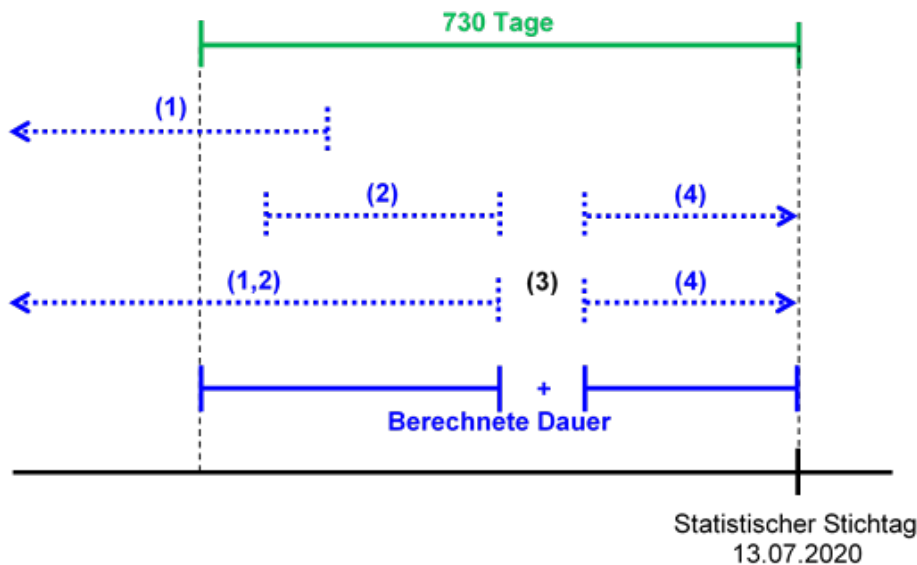 730 Tage
(1)
(2) (4)
(1,2) (3) (4)
+
Berechnete Dauer
Statistischer Stichtag
13.07.2020